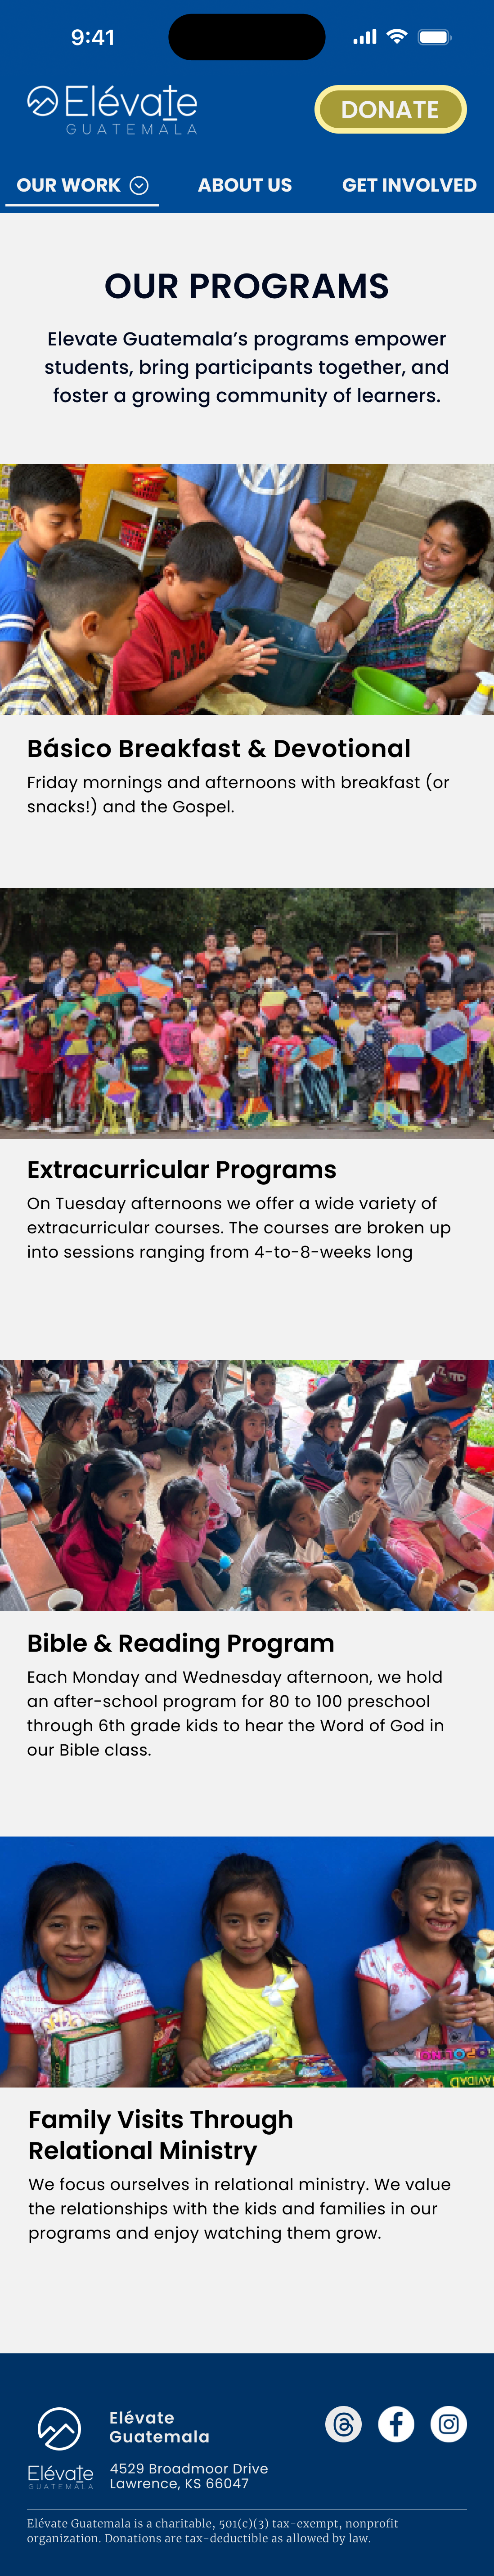 9:41
Elévate
GUATEMALA
DONATE
OUR WORK
ABOUT US
GET INVOLVED
OUR PROGRAMS
Elevate Guatemala’s programs empower
students, bring participants together, and
foster a growing community of learners.
Básico Breakfast & Devotional
Friday mornings and afternoons with breakfast (or
snacks!) and the Gospel.
Extracurricular Programs
On Tuesday afternoons we offer a wide variety of
extracurricular courses. The courses are broken up
into sessions ranging from 4-to-8-weeks long
Bible & Reading Program
Each Monday and Wednesday afternoon, we hold
an after-school program for 80 to 100 preschool
through 6th grade kids to hear the Word of God in
our Bible class.
Family Visits Through
Relational Ministry
We focus ourselves in relational ministry. We value
the relationships with the kids and families in our
programs and enjoy watching them grow.
Elévate
GUATEMALA
Elévate
Guatemala
4529 Broadmoor Drive
Lawrence, KS 66047
Elévate Guatemala is a charitable, 501(c)(3) tax-exempt, nonprofit
organization. Donations are tax-deductible as allowed by law.